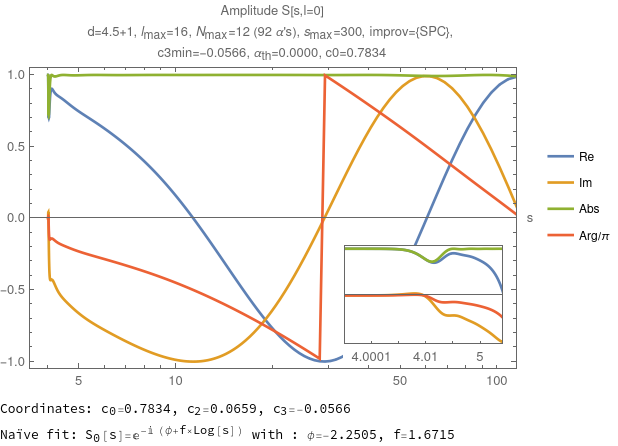 Amplitude S[s,l=0]
d=4.5+1, lmax=16, Nmax=12 (92 α's), smax=300, improv={SPC},
c3min=-0.0566, αth=0.0000, c0=0.7834
1.0
0.5
0.0
-0.5
-1.0
5
10
50
100
s
4.0001
4.01
5
Re
Im
Abs
Arg/π
Coordinates: c0=0.7834, c2=0.0659, c3=-0.0566
Naïve fit: S0[s]=e^-i (ϕ+f×Log[s]) with : ϕ=-2.2505, f=1.6715